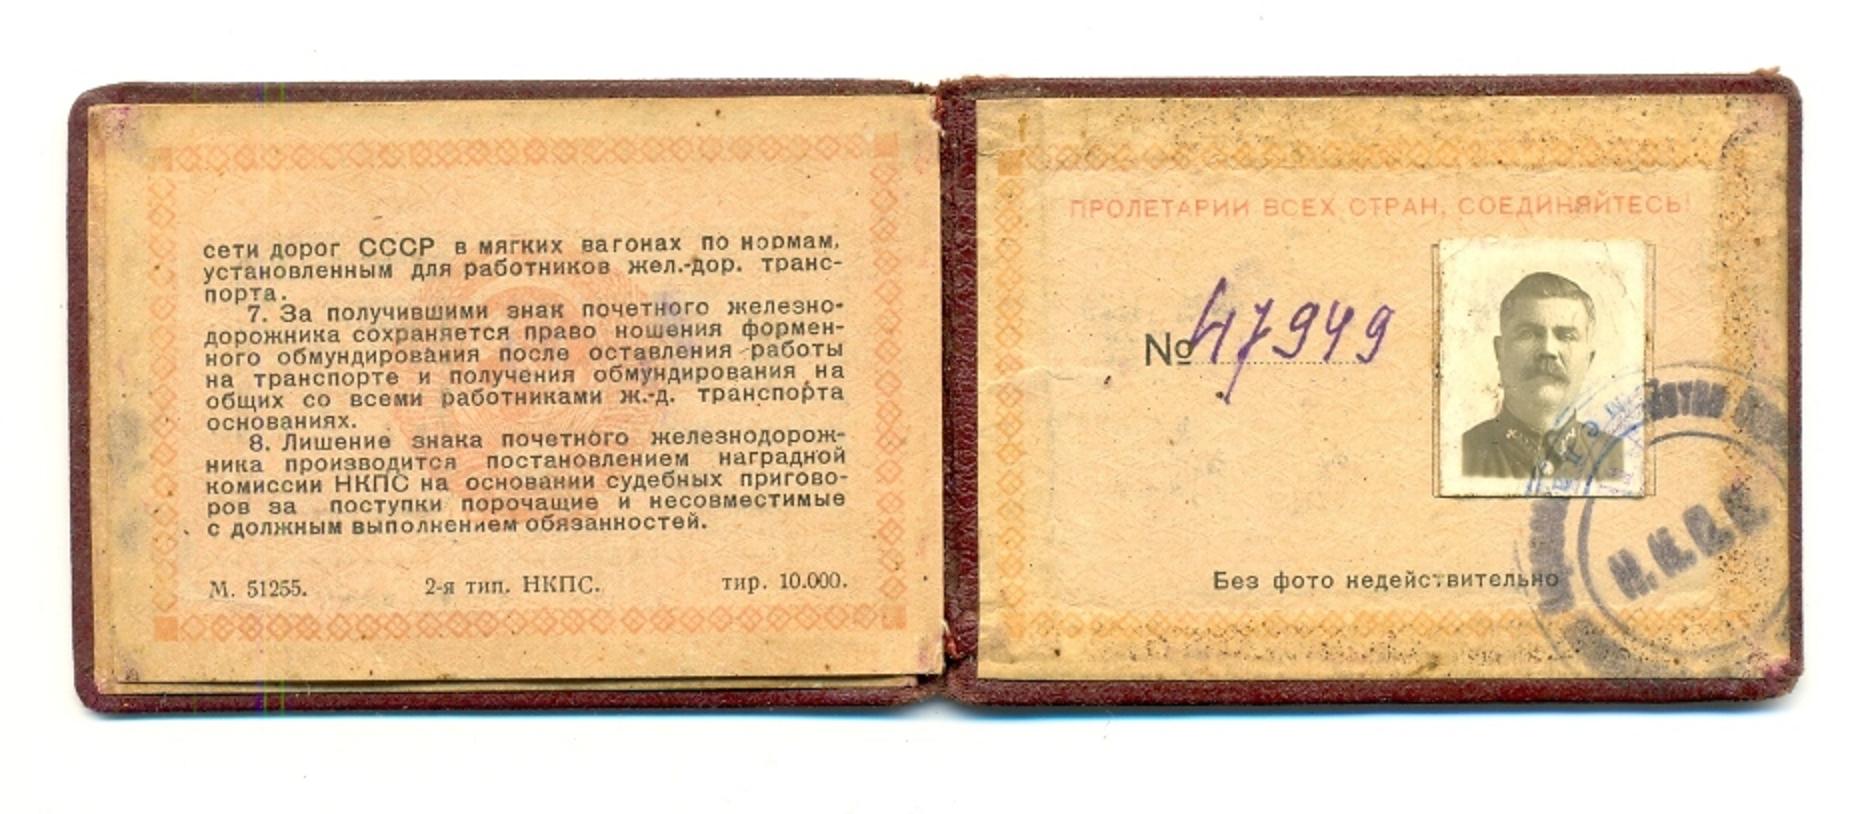 сети дорог СССР в мягких вагонах по нормам,
установленным для работников жел.-дор. транс-
порта.
7. За получившими знак почетного железно-
дорожника сохраняется право ношения формен-
ного обмундирования после оставления работы
на транспорте и получения обмундирования на
общих со всеми работниками ж.-д. транспорта
основаниях.
8. Лишение знака почетного железнодорож-
ника производится постановлением наградной
комиссии НКПС на основании судебных пригово-
ров за поступки порочащие и несовместимые
с должным выполнением обязанностей.
М. 51255. 2-я тип. НКПС. тир. 10.000.
ПРОЛЕТАРИИ ВСЕХ СТРАН, СОЕДИНЯЙТЕСЬ!
№ 47949
Без фото недействительно